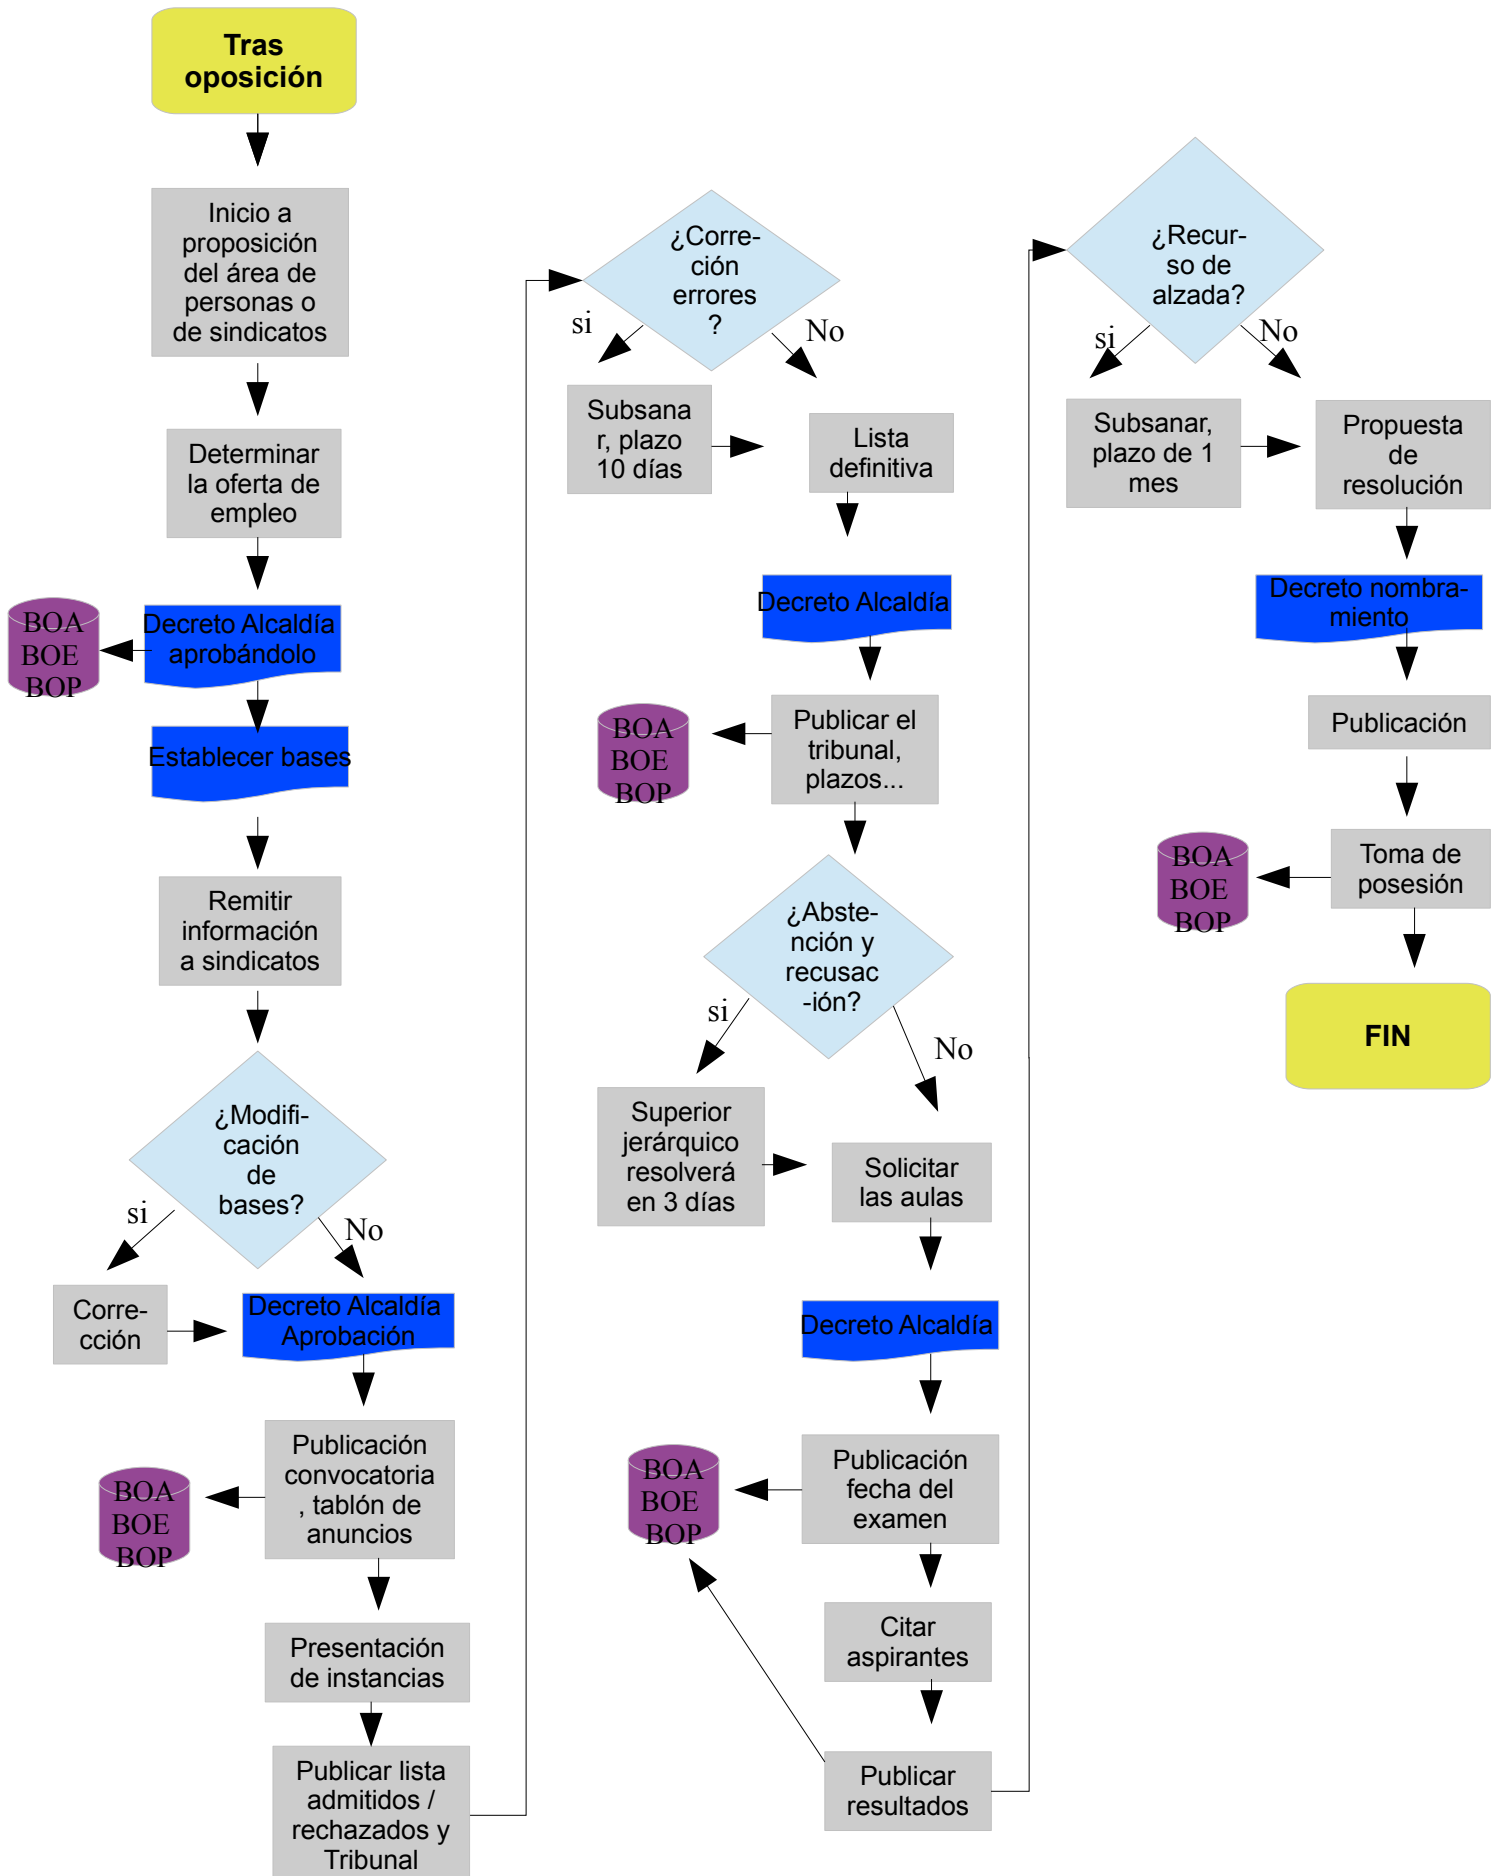 Tras
oposición
Inicio a
proposición
del área de
personas o
de sindicatos
Determinar
la oferta de
empleo
BOA
BOE
BOP
Decreto Alcaldía
aprobándolo
Establecer bases
Remitir
información
a sindicatos
¿Modifi-
cación
de
bases?
si
No
Corre-
cción
Decreto Alcaldía
Aprobación
Publicación
convocatoria
, tablón de
anuncios
BOA
BOE
BOP
Presentación
de instancias
Publicar lista
admitidos /
rechazados y
Tribunal
¿Corre-
ción
errores
?
si
No
Subsana
r, plazo
10 días
Lista
definitiva
Decreto Alcaldía
Publicar el
tribunal,
plazos...
BOA
BOE
BOP
¿Abste-
nción y
recusac
-ión?
si
No
Superior
jerárquico
resolverá
en 3 días
Solicitar
las aulas
Decreto Alcaldía
Publicación
fecha del
examen
BOA
BOE
BOP
Citar
aspirantes
Publicar
resultados
¿Recur-
so de
alzada?
si
No
Subsanar,
plazo de 1
mes
Propuesta
de
resolución
Decreto nombra-
miento
Publicación
Toma de
posesión
BOA
BOE
BOP
FIN